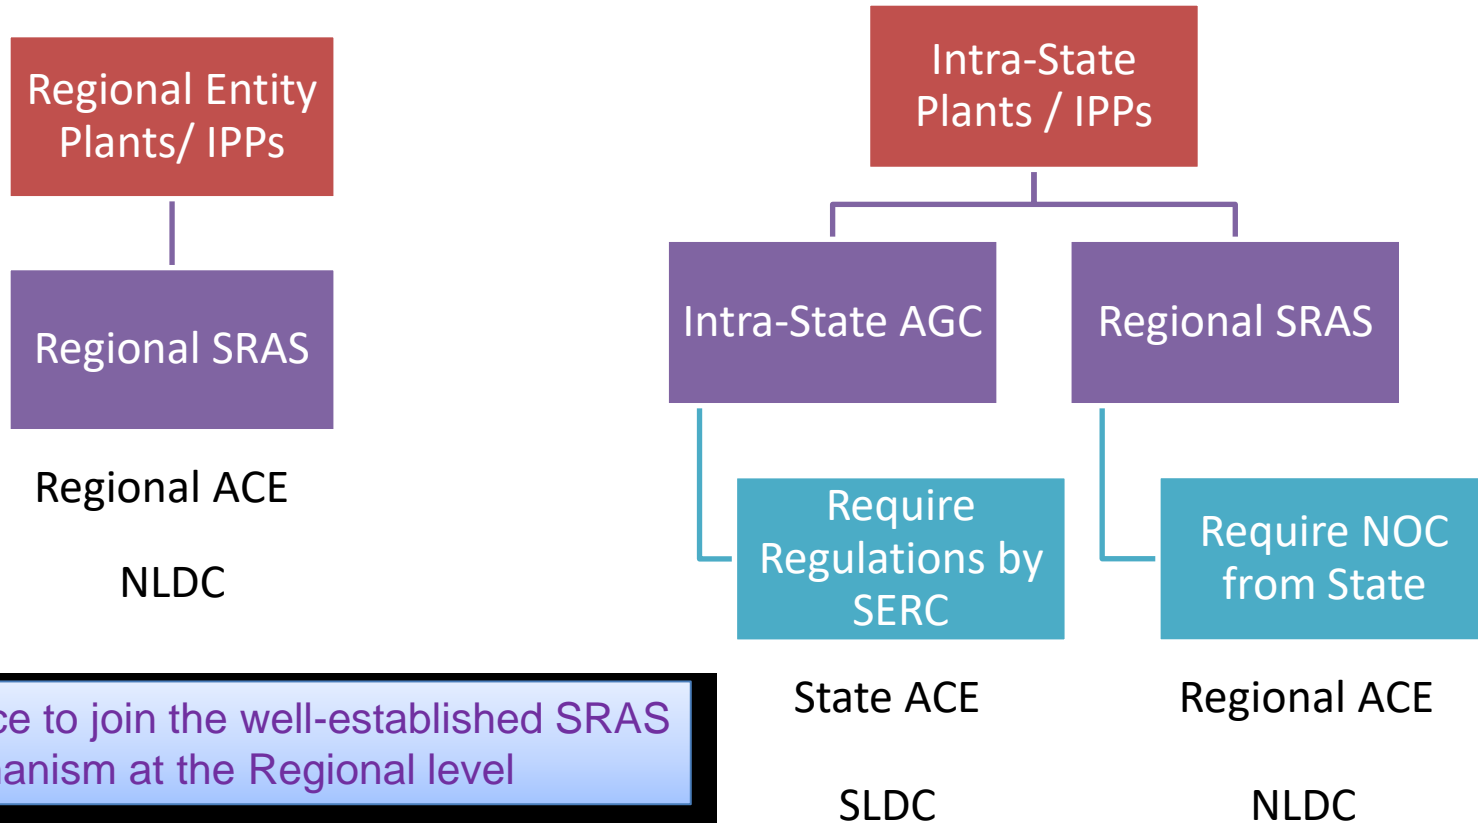 Regional Entity
Plants/ IPPs
Regional SRAS
Regional ACE
NLDC
Intra-State
Plants / IPPs
Intra-State AGC
Regional SRAS
Require
Regulations by
SERC
Require NOC
from State
State ACE
Regional ACE
SLDC
NLDC
to join the well-established SRAS
at the Regional level